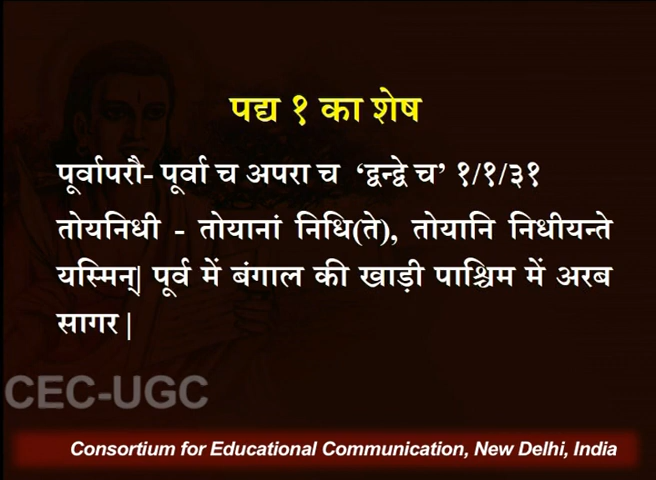 पद्य १ का शेष
पूर्वापरौ- पूर्वा च अपरा च ‘द्वन्द्वे च’ १/१/३१
तोयनिधी - तोयानां निधि(ते), तोयानि निधीयन्ते
यस्मिन्| पूर्व में बंगाल की खाड़ी पाश्चिम में अरब
सागर |
CEC-UGC
Consortium for Educational Communication, New Delhi, India